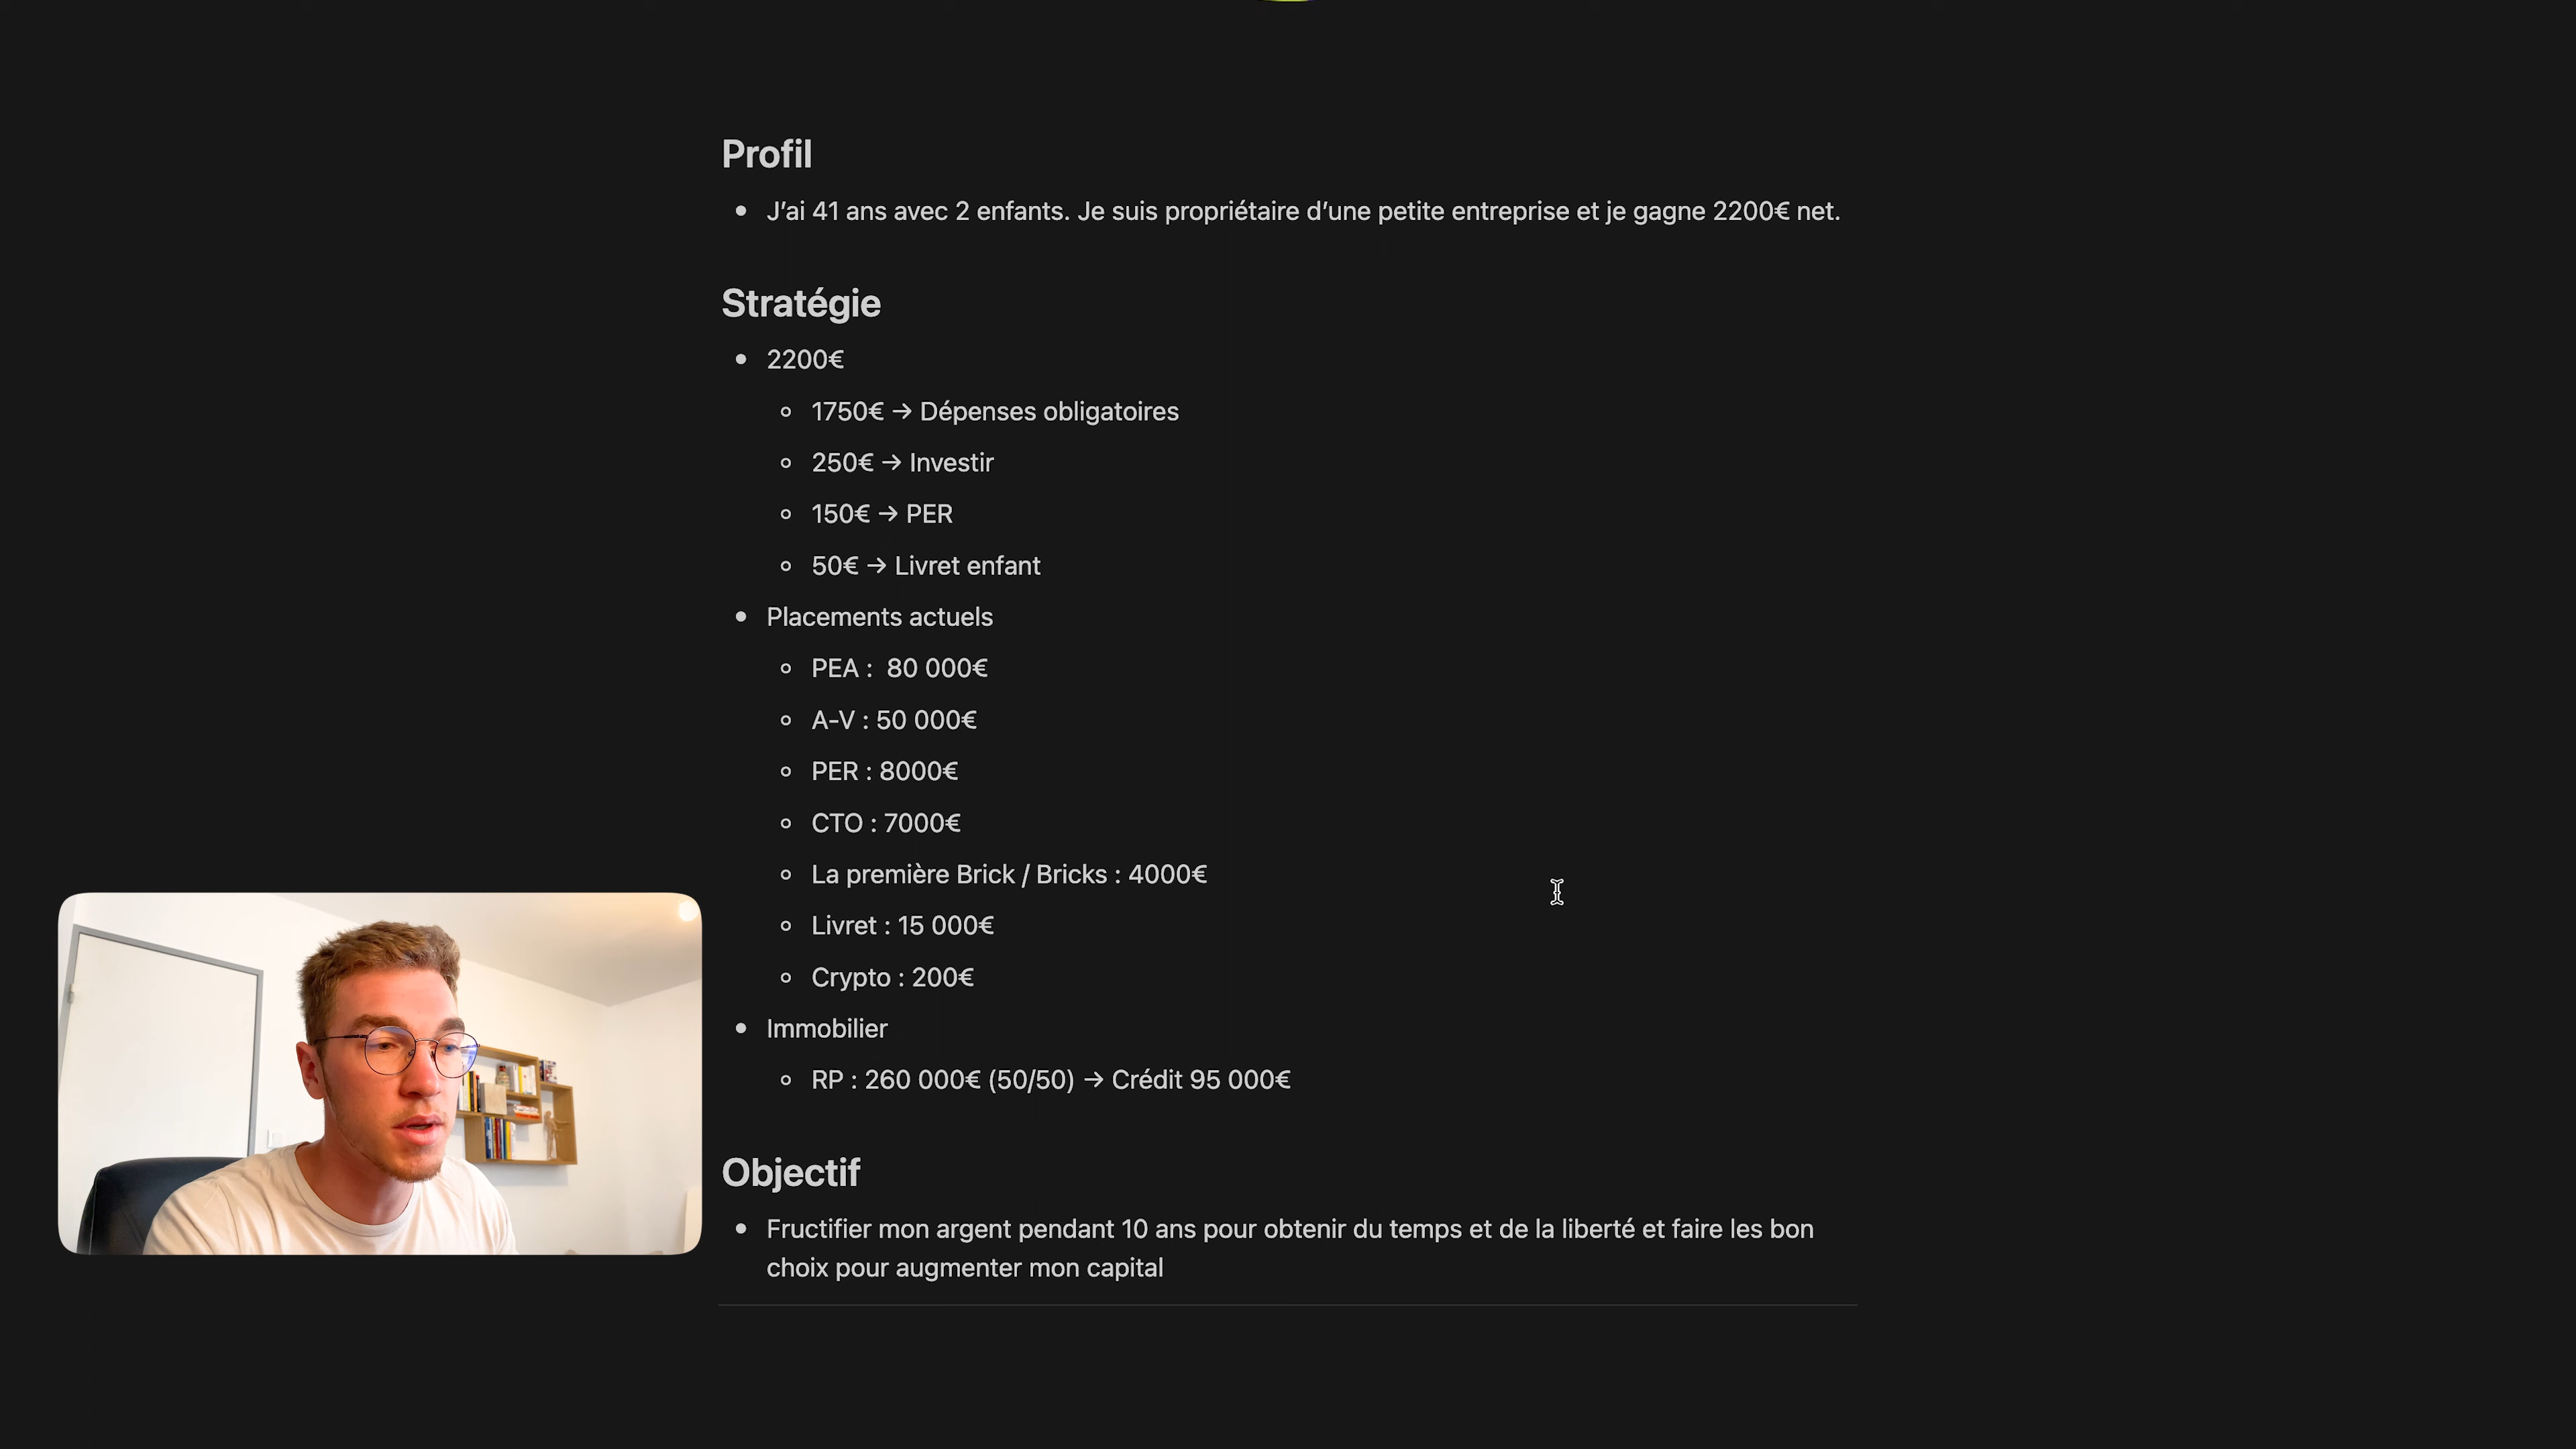 Profil
J'ai 41 ans avec 2 enfants. Je suis propriétaire d'une petite entreprise et je gagne 2200€ net.
Stratégie
2200€
1750€ → Dépenses obligatoires
250€ → Investir
150€ → PER
50€ → Livret enfant
Placements actuels
PEA : 80 000€
A-V : 50 000€
PER : 8000€
CTO : 7000€
La première Brick / Bricks : 4000€
Livret : 15 000€
Crypto : 200€
Immobilier
RP : 260 000€ (50/50) → Crédit 95 000€
Objectif
Fructifier mon argent pendant 10 ans pour obtenir du temps et de la liberté et faire les bon
choix pour augmenter mon capital